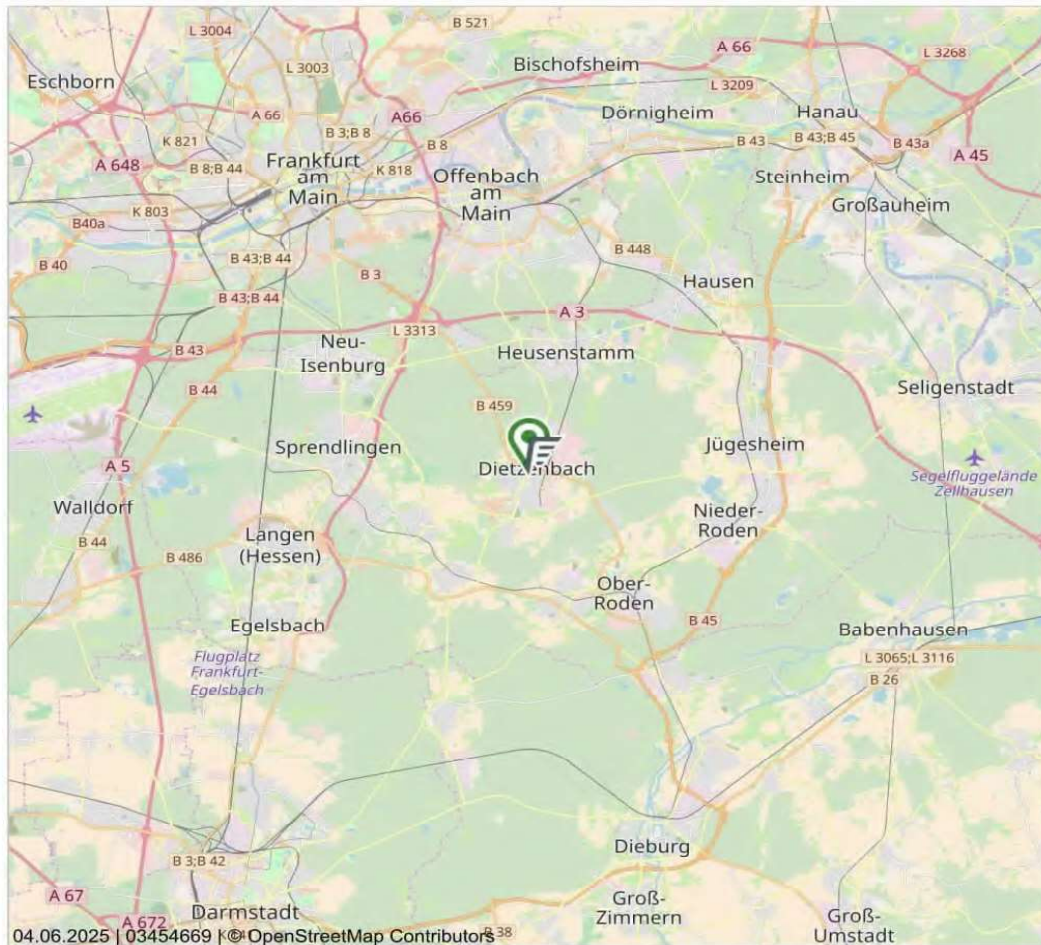 B 521
L 3004
A 66
L 3268
L 3003
Bischofsheim
Eschborn
L 3209
A 66
B 3;B 8
A66
Dörnigheim
Hanau
K 821
B 8
B 43
B 43;B 45
B 43a
A 648
B 8;B 44
Frankfurt
am
Main
K 818
Offenbach
am
Main
A 45
Steinheim
K 803
Großauheim
B40a
B 448
B 40
B 43;B 44
B 3
Hausen
B 43;B 44
A 3
L 3313
B 43
Neu-
Isenburg
Heusenstamm
B 44
Seligenstadt
B 459
Sprendlingen
Jügesheim
A 5
Dietzenbach
Segelfluggelände
Zellhausen
Walldorf
Nieder-
Roden
Langen
(Hessen)
B 44
B 486
Ober-
Roden
Egelsbach
B 45
Babenhausen
Flugplatz
Frankfurt-
Egelsbach
L 3065;L 3116
B 26
Dieburg
B 3;B 42
A 67
Groß-
Zimmern
Darmstadt
Groß-
Umstadt
A 672
B 38
04.06.2025 | 03454669 | © OpenStreetMap Contributors